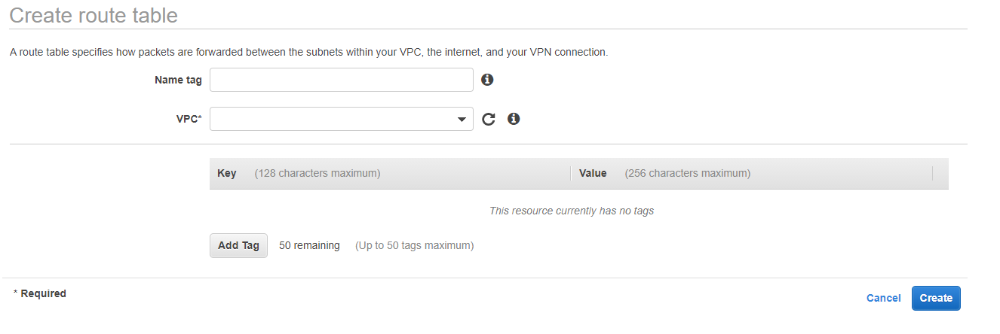 Create route table
A route table specifies how packets are forwarded between the subnets within your VPC, the internet, and your VPN connection.
Name tag
VPC*
Key (128 characters maximum) Value (256 characters maximum)
This resource currently has no tags
Add Tag 50 remaining (Up to 50 tags maximum)
* Required
Cancel Create